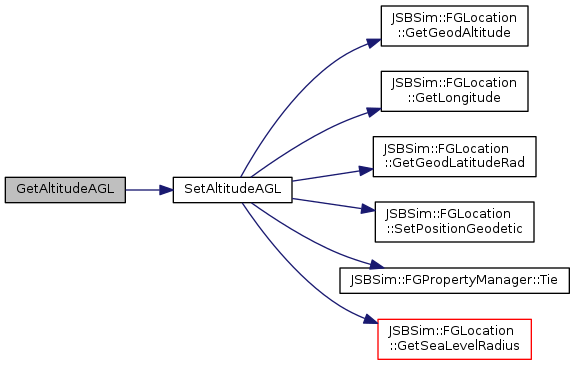 GetAltitudeAGL
SetAltitudeAGL
JSBSim::FGLocation
::GetGeodAltitude
JSBSim::FGLocation
::GetLongitude
JSBSim::FGLocation
::GetGeodLatitudeRad
JSBSim::FGLocation
::SetPositionGeodetic
JSBSim::FGPropertyManager::Tie
JSBSim::FGLocation
::GetSeaLevelRadius